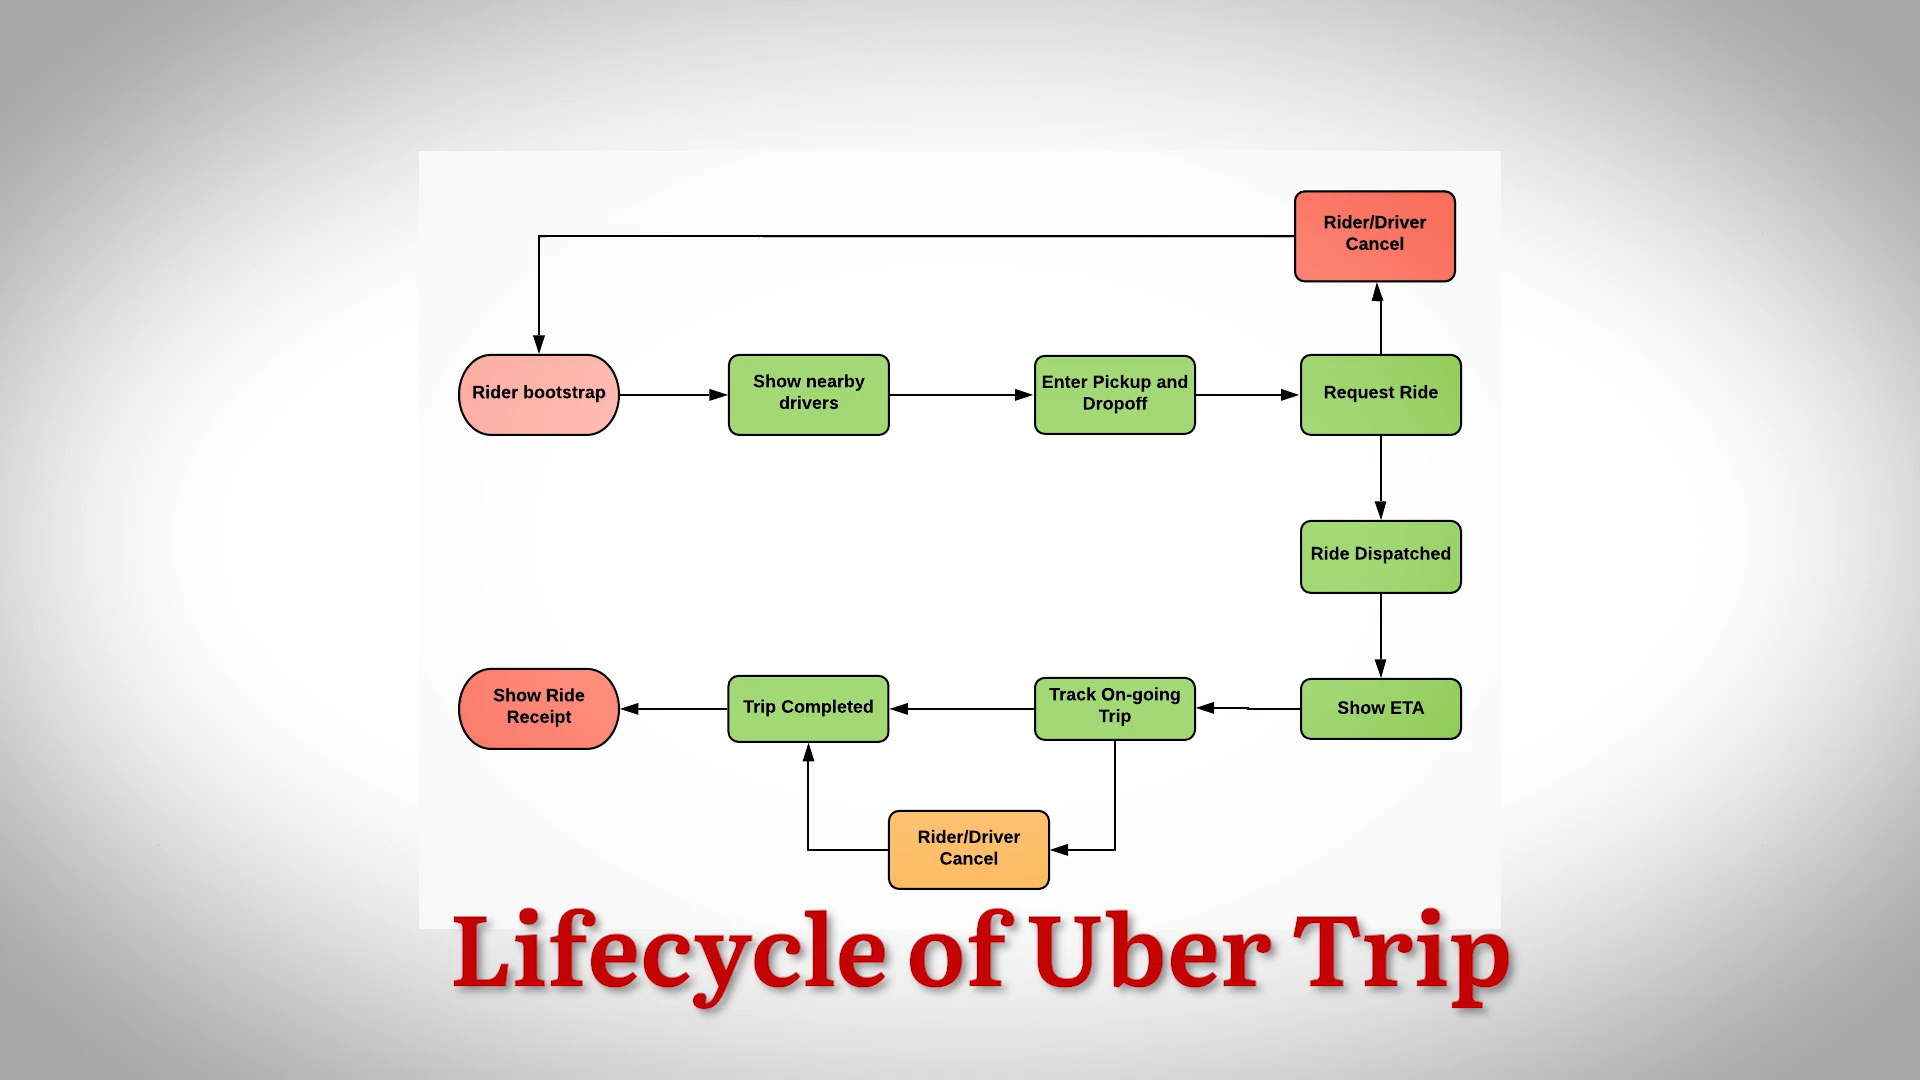 Rider/Driver
Cancel
Rider bootstrap
Show nearby
drivers
Enter Pickup and
Dropoff
Request Ride
Ride Dispatched
Show Ride
Receipt
Trip Completed
Track On-going
Trip
Show ETA
Rider/Driver
Cancel
Lifecycle of Uber Trip